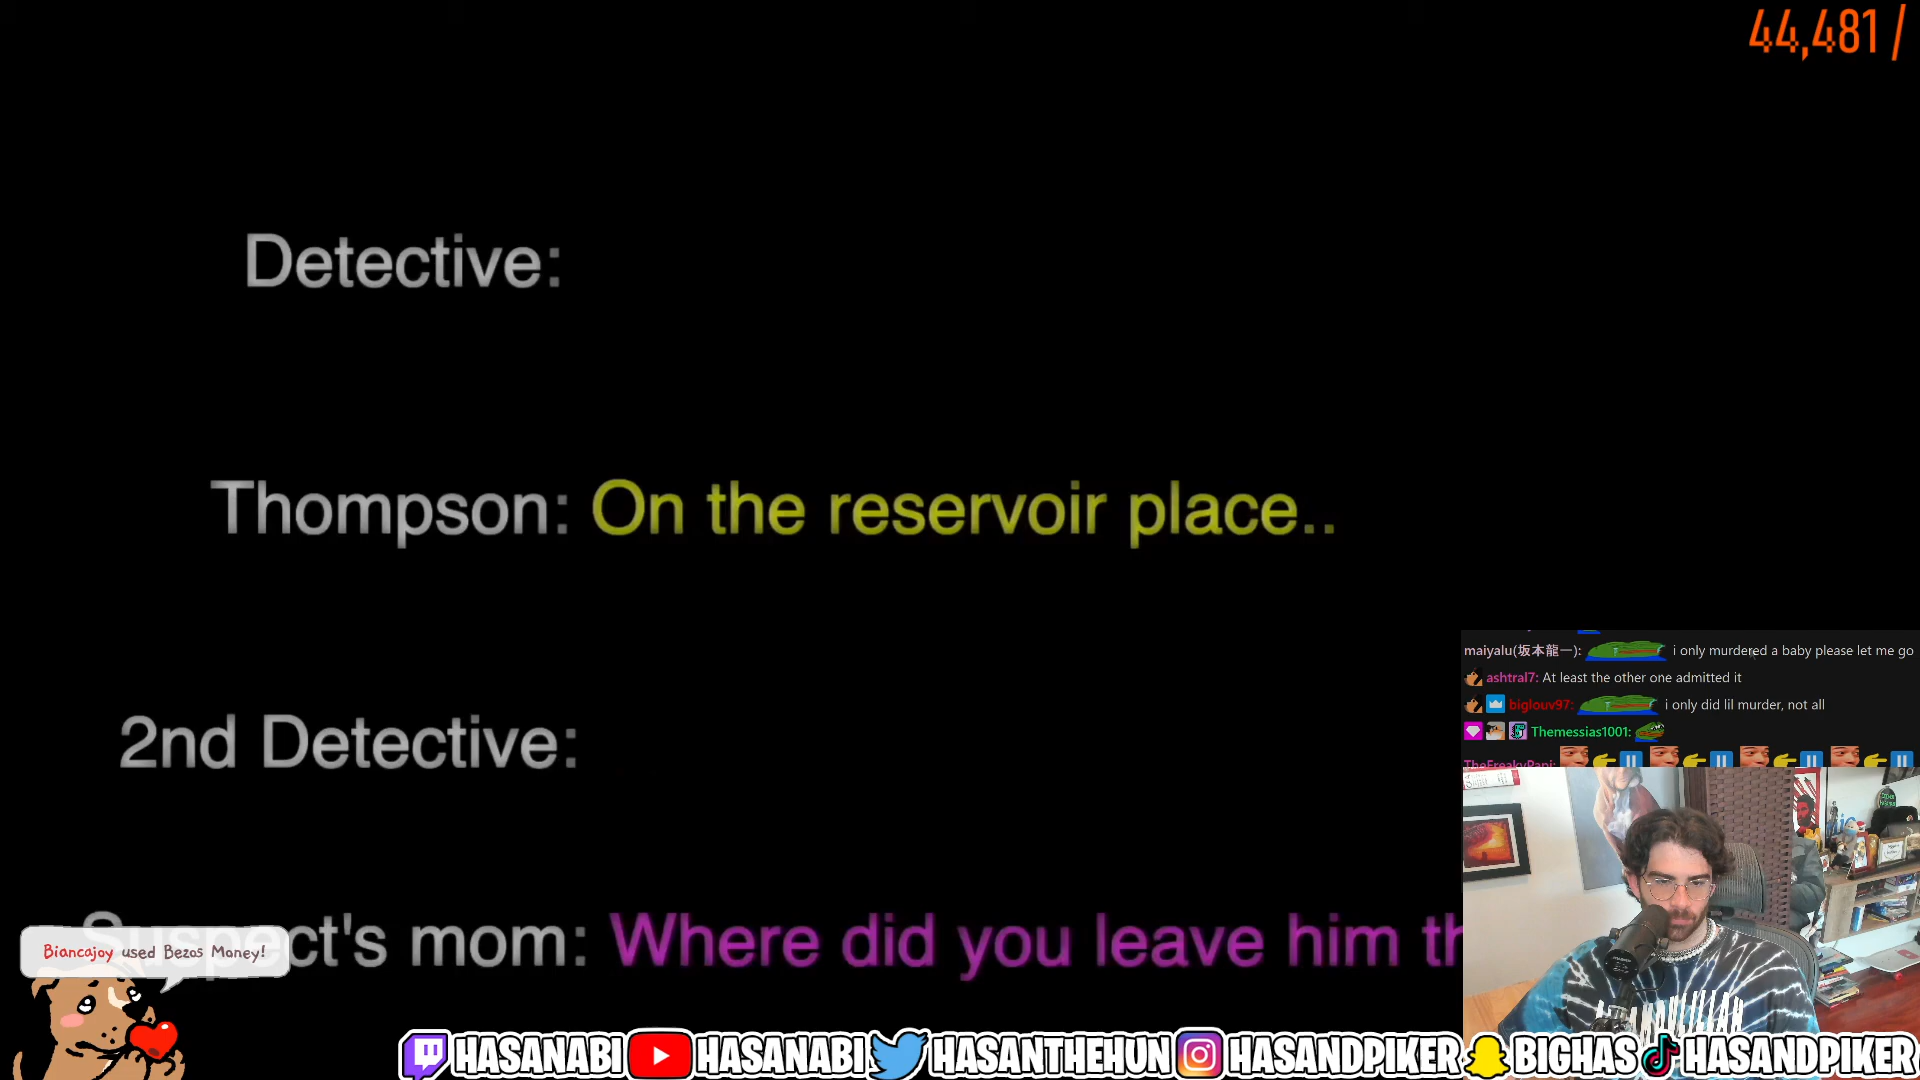 44,481 /
Detective:
Thompson: On the reservoir place..
2nd Detective:
Suspect's mom: Where did you leave him th
maiyalu(坂本龍一): i only murdered a baby please let me go
ashtral7: At least the other one admitted it
biglouv97: i only did lil murder, not all
Themessias1001:
TheFreakyPapi:
Biancajoy used Bezos Money!
HASANABI HASANABI HASANTHEHUN HASANDPIKER BIGHAS HASANDPIKER